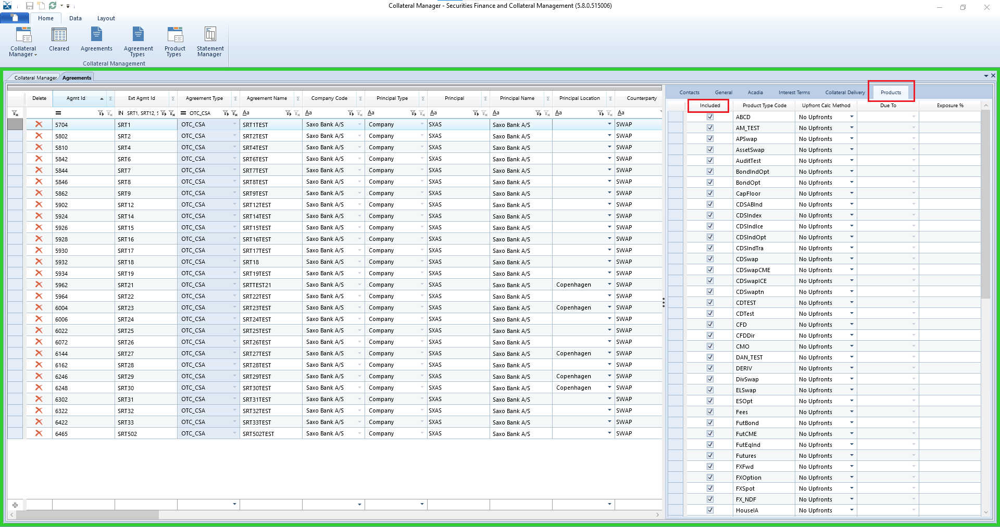 Collateral Manager - Securities Finance and Collateral Management (5.8.0.515006)
Home Data Layout
Collateral Manager Cleared Agreements Agreement Types Product Types Statement Manager
Collateral Management
Collateral Manager Agreements
Delete Agmt Id Ext Agmt Id Agreement Type Agreement Name Company Code Principal Type Principal Principal Name Principal Location Counterparty
= IN SRT1, SRT12, S = OTC_CSA Aa Aa Aa Aa Aa Aa Aa
5704 SRT1 OTC_CSA SRT1TEST Saxo Bank A/S Company SXAS Saxo Bank A/S SWAP
5802 SRT2 OTC_CSA SRT2TEST Saxo Bank A/S Company SXAS Saxo Bank A/S SWAP
5810 SRT4 OTC_CSA SRT4TEST Saxo Bank A/S Company SXAS Saxo Bank A/S SWAP
5842 SRT6 OTC_CSA SRT6TEST Saxo Bank A/S Company SXAS Saxo Bank A/S SWAP
5844 SRT7 OTC_CSA SRT7TEST Saxo Bank A/S Company SXAS Saxo Bank A/S SWAP
5846 SRT8 OTC_CSA SRT8TEST Saxo Bank A/S Company SXAS Saxo Bank A/S SWAP
5862 SRT9 OTC_CSA SRT9TEST Saxo Bank A/S Company SXAS Saxo Bank A/S SWAP
5902 SRT12 OTC_CSA SRT12TEST Saxo Bank A/S Company SXAS Saxo Bank A/S SWAP
5924 SRT14 OTC_CSA SRT14TEST Saxo Bank A/S Company SXAS Saxo Bank A/S SWAP
5926 SRT15 OTC_CSA SRT15TEST Saxo Bank A/S Company SXAS Saxo Bank A/S SWAP
5928 SRT16 OTC_CSA SRT16TEST Saxo Bank A/S Company SXAS Saxo Bank A/S SWAP
5930 SRT17 OTC_CSA SRT17TEST Saxo Bank A/S Company SXAS Saxo Bank A/S SWAP
5932 SRT18 OTC_CSA SRT18 Saxo Bank A/S Company SXAS Saxo Bank A/S SWAP
5934 SRT19 OTC_CSA SRT19TEST Saxo Bank A/S Company SXAS Saxo Bank A/S SWAP
5962 SRT21 OTC_CSA SRTTEST21 Saxo Bank A/S Company SXAS Saxo Bank A/S Copenhagen SWAP
5964 SRT22 OTC_CSA SRT22TEST Saxo Bank A/S Company SXAS Saxo Bank A/S SWAP
6004 SRT23 OTC_CSA SRT23TEST Saxo Bank A/S Company SXAS Saxo Bank A/S Copenhagen SWAP
6006 SRT24 OTC_CSA SRT24TEST Saxo Bank A/S Company SXAS Saxo Bank A/S SWAP
6022 SRT25 OTC_CSA SRT25TEST Saxo Bank A/S Company SXAS Saxo Bank A/S SWAP
6072 SRT26 OTC_CSA SRT26TEST Saxo Bank A/S Company SXAS Saxo Bank A/S SWAP
6144 SRT27 OTC_CSA SRT27TEST Saxo Bank A/S Company SXAS Saxo Bank A/S Copenhagen SWAP
6162 SRT28 OTC_CSA SRT28TEST Saxo Bank A/S Company SXAS Saxo Bank A/S SWAP
6246 SRT29 OTC_CSA SRT29TEST Saxo Bank A/S Company SXAS Saxo Bank A/S Copenhagen SWAP
6248 SRT30 OTC_CSA SRT30TEST Saxo Bank A/S Company SXAS Saxo Bank A/S Copenhagen SWAP
6302 SRT31 OTC_CSA SRT31TEST Saxo Bank A/S Company SXAS Saxo Bank A/S SWAP
6322 SRT32 OTC_CSA SRT32TEST Saxo Bank A/S Company SXAS Saxo Bank A/S SWAP
6422 SRT33 OTC_CSA SRT33TEST Saxo Bank A/S Company SXAS Saxo Bank A/S SWAP
6465 SRT502 OTC_CSA SRT502TEST Saxo Bank A/S Company SXAS Saxo Bank A/S SWAP
Contacts General Acadia Interest Terms Collateral Delivery Products
Included Product Type Code Upfront Calc Method Due To Exposure %
ABCD No Upfronts
AM_TEST No Upfronts
APSwap No Upfronts
AssetSwap No Upfronts
AuditTest No Upfronts
BondIndOpt No Upfronts
BondOpt No Upfronts
CapFloor No Upfronts
CDSABInd No Upfronts
CDSIndex No Upfronts
CDSIndIce No Upfronts
CDSIndOpt No Upfronts
CDSIndTra No Upfronts
CDSwap No Upfronts
CDSwapCME No Upfronts
CDSwapICE No Upfronts
CDSwaptn No Upfronts
CDTEST No Upfronts
CDTest No Upfronts
CFD No Upfronts
CFDDir No Upfronts
CMO No Upfronts
DAN_TEST No Upfronts
DERIV No Upfronts
DivSwap No Upfronts
ELSwap No Upfronts
ESOpt No Upfronts
Fees No Upfronts
FutBond No Upfronts
FutCME No Upfronts
FutEqInd No Upfronts
Futures No Upfronts
FXFwd No Upfronts
FXOption No Upfronts
FXSpot No Upfronts
FX_NDF No Upfronts
HouseIA No Upfronts